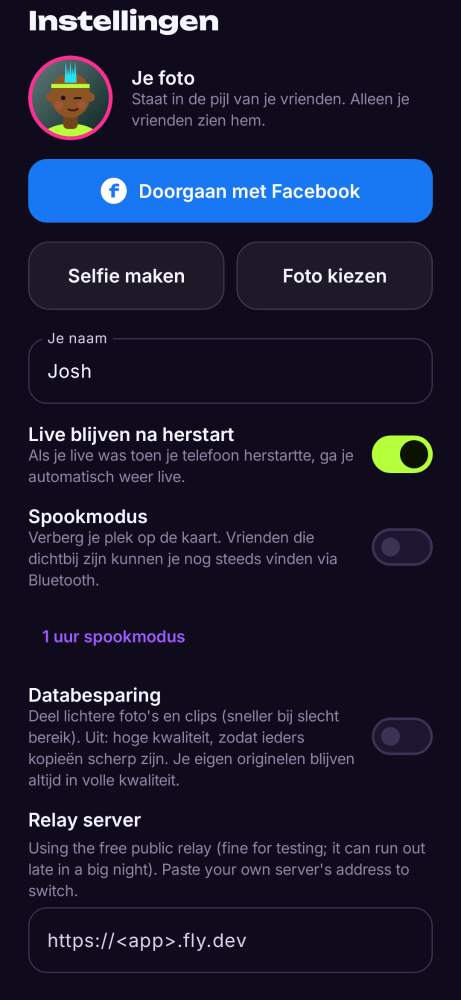 Instellingen
Je foto
Staat in de pijl van je vrienden. Alleen je
vrienden zien hem.
Doorgaan met Facebook
Selfie maken
Foto kiezen
Je naam
Josh
Live blijven na herstart
Als je live was toen je telefoon herstartte, ga je
automatisch weer live.
Spookmodus
Verberg je plek op de kaart. Vrienden die
dichtbij zijn kunnen je nog steeds vinden via
Bluetooth.
1 uur spookmodus
Databesparing
Deel lichtere foto's en clips (sneller bij slecht
bereik). Uit: hoge kwaliteit, zodat ieders
kopieën scherp zijn. Je eigen originelen blijven
altijd in volle kwaliteit.
Relay server
Using the free public relay (fine for testing; it can run out
late in a big night). Paste your own server's address to
switch.
https://<app>.fly.dev